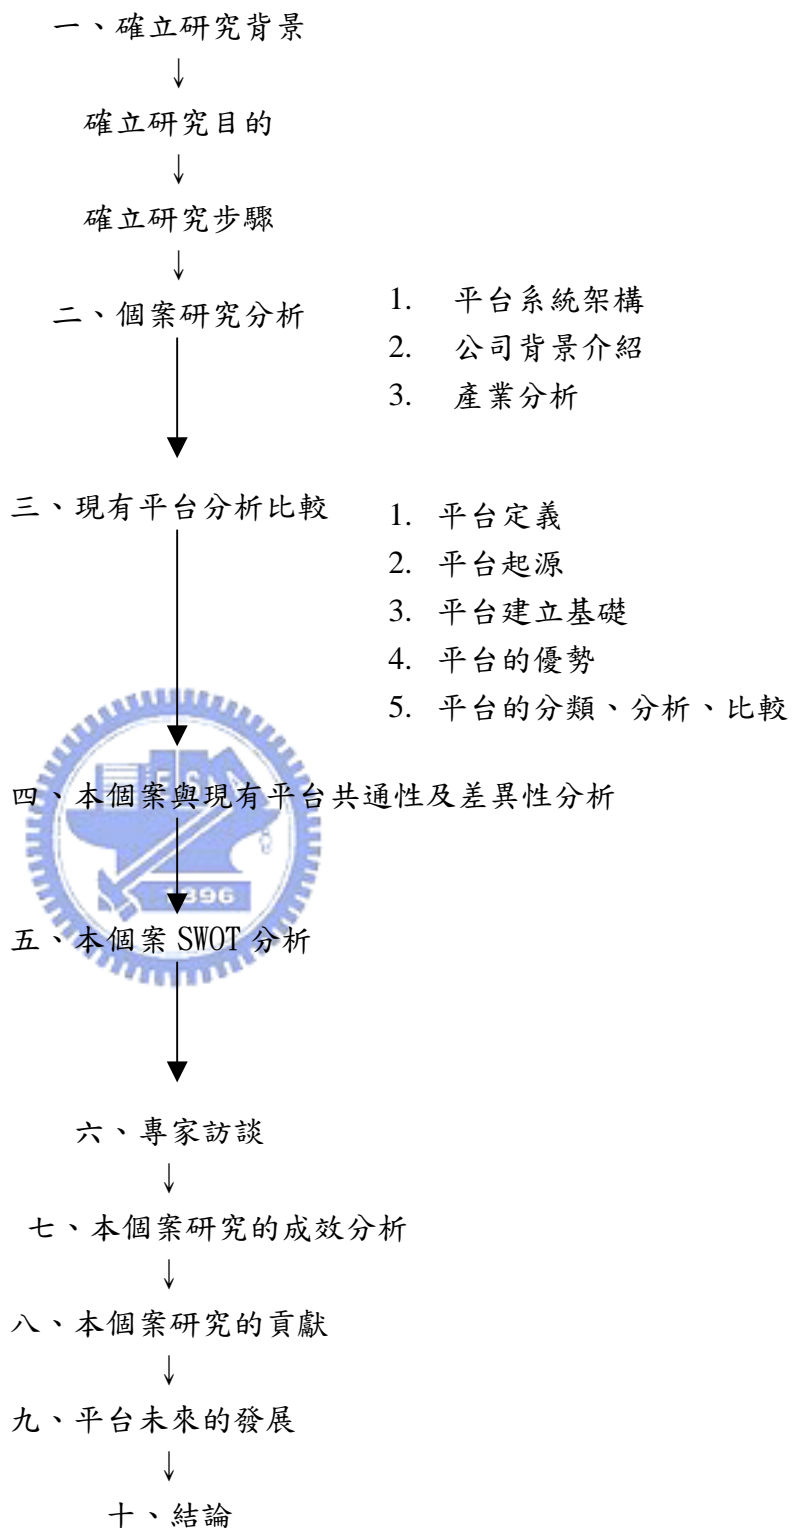 一、確立研究背景
↓
確立研究目的
↓
確立研究步驟
↓
二、個案研究分析
1. 平台系統架構
2. 公司背景介紹
3. 產業分析
三、現有平台分析比較
1. 平台定義
2. 平台起源
3. 平台建立基礎
4. 平台的優勢
5. 平台的分類、分析、比較
四、本個案與現有平台共通性及差異性分析
1896
五、本個案 SWOT 分析
六、專家訪談
↓
七、本個案研究的成效分析
↓
八、本個案研究的貢獻
↓
九、平台未來的發展
↓
十、結論